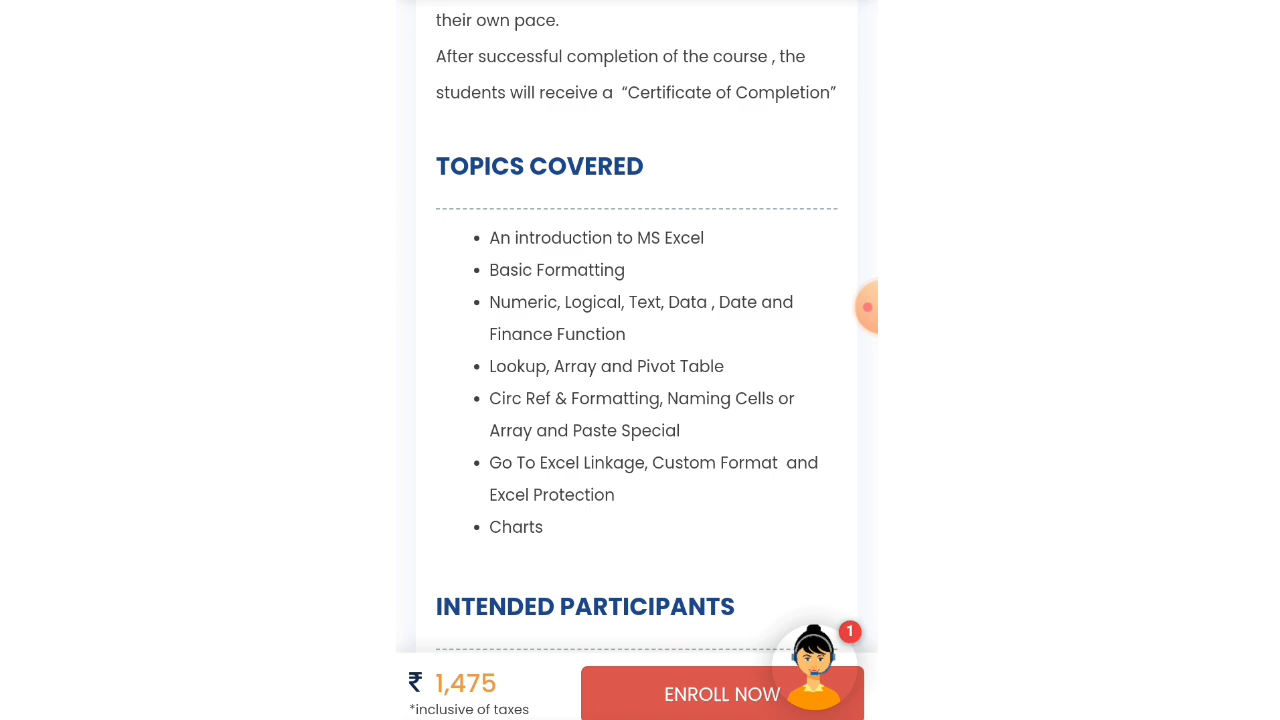 their own pace.
After successful completion of the course , the
students will receive a “Certificate of Completion”
TOPICS COVERED
• An introduction to MS Excel
• Basic Formatting
• Numeric, Logical, Text, Data , Date and
Finance Function
• Lookup, Array and Pivot Table
• Circ Ref & Formatting, Naming Cells or
Array and Paste Special
• Go To Excel Linkage, Custom Format and
Excel Protection
• Charts
INTENDED PARTICIPANTS
1
₹ 1,475
ENROLL NOW
*inclusive of taxes